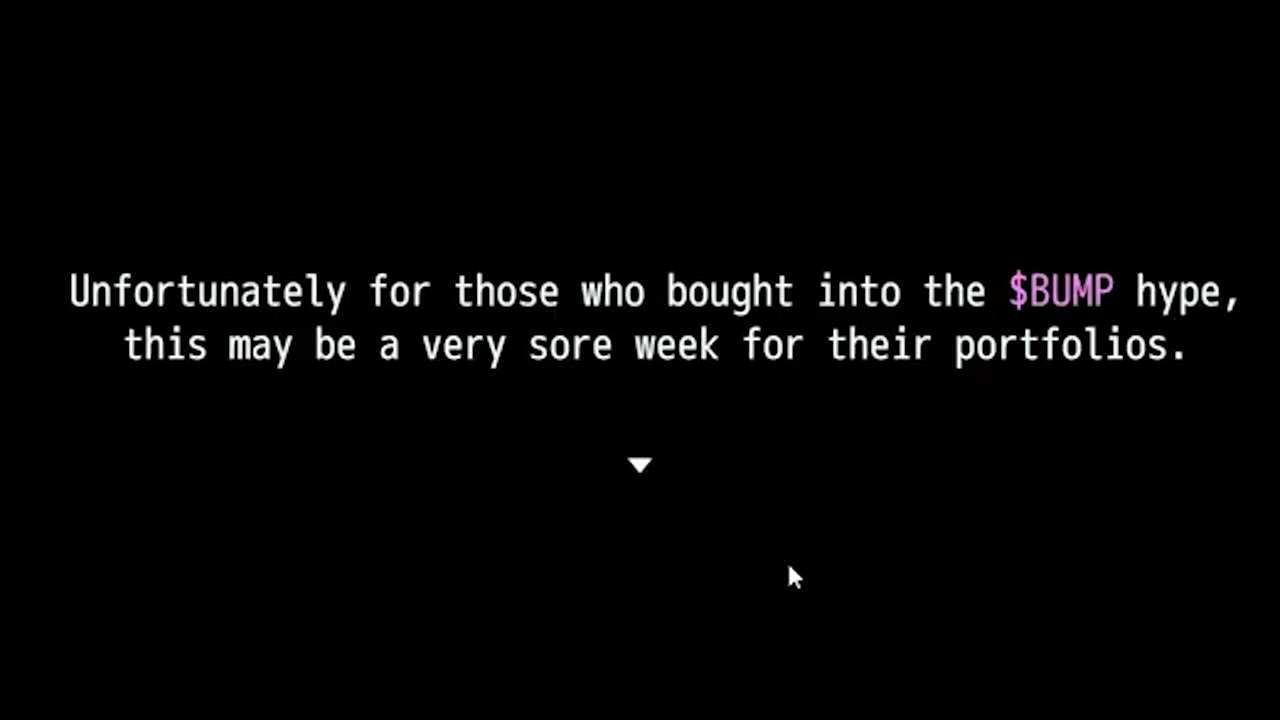 Unfortunately for those who bought into the $BUMP hype,
this may be a very sore week for their portfolios.